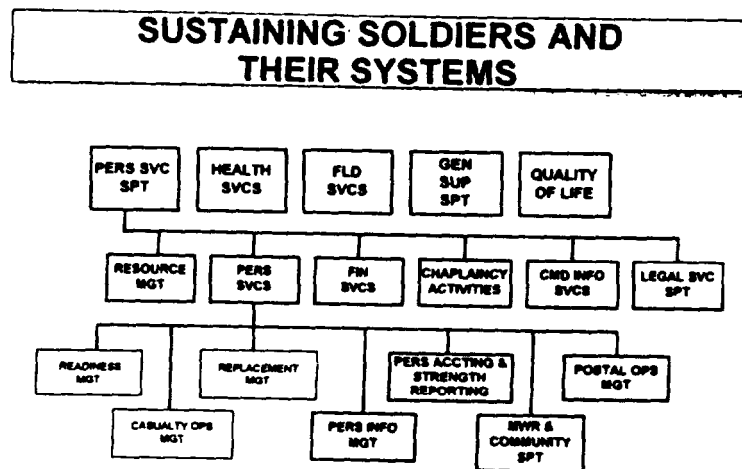 SUSTAINING SOLDIERS AND
THEIR SYSTEMS
PERS SVC
SPT
HEALTH
SVCS
FLD
SVCS
GEN
SUP
SPT
QUALITY
OF LIFE
RESOURCE
MGT
PERS
SVCS
FIN
SVCS
CHAPLAINCY
ACTIVITIES
CMD INFO
SVCS
LEGAL SVC
SPT
READINESS
MGT
REPLACEMENT
MGT
PERS ACCTING &
STRENGTH
REPORTING
POSTAL OPS
MGT
CASUALTY OPS
MGT
PERS INFO
MGT
MWR &
COMMUNITY
SPT